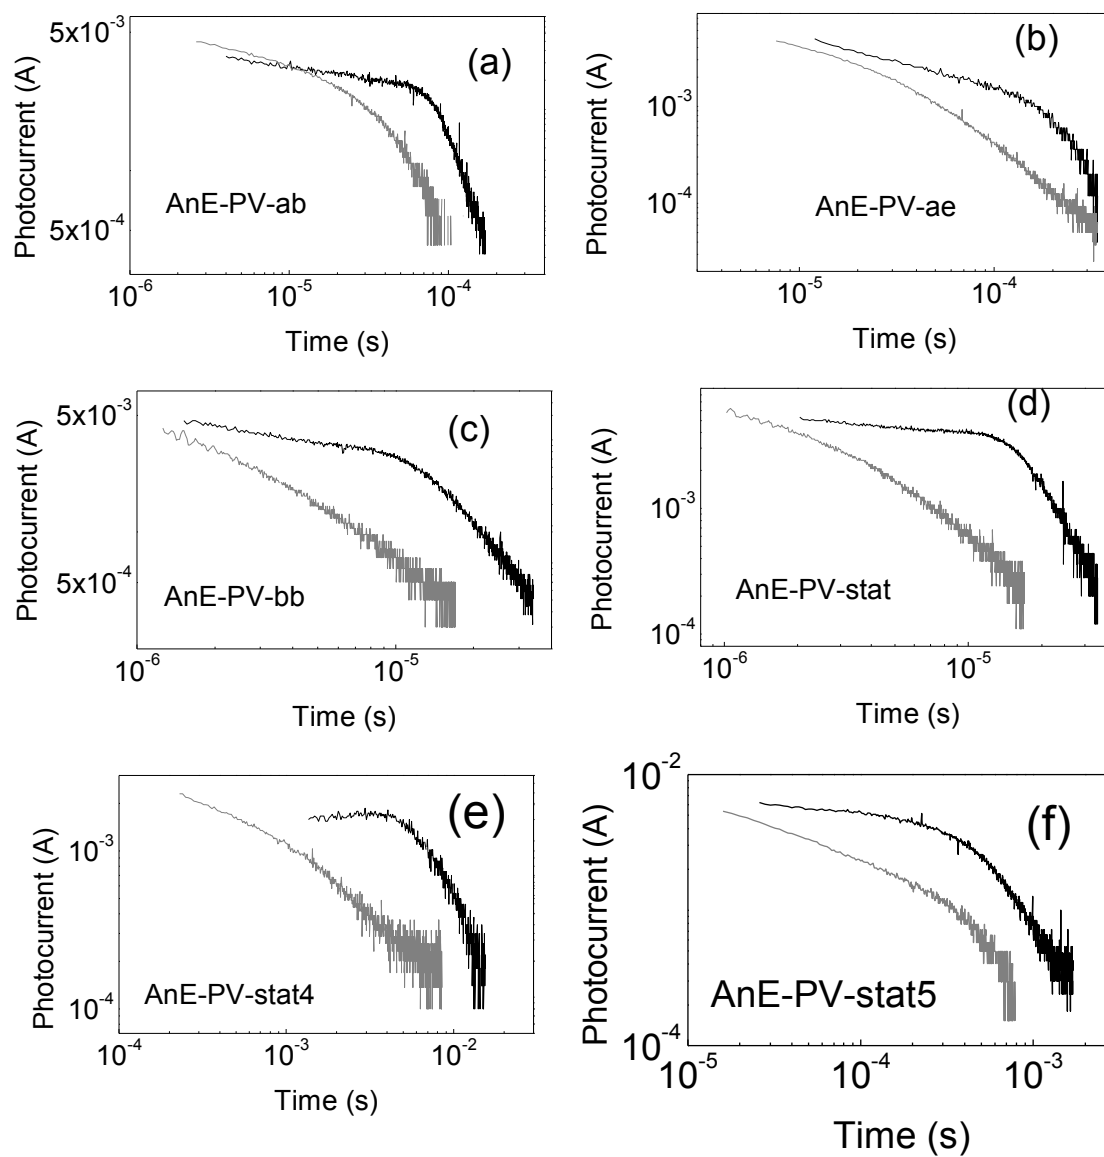 (a)
Photocurrent (A)
5x10⁻³
5x10⁻⁴
AnE-PV-ab
10⁻⁶ 10⁻⁵ 10⁻⁴
Time (s)
(b)
Photocurrent (A)
10⁻³
10⁻⁴
AnE-PV-ae
10⁻⁵ 10⁻⁴
Time (s)
(c)
Photocurrent (A)
5x10⁻³
5x10⁻⁴
AnE-PV-bb
10⁻⁶ 10⁻⁵
Time (s)
(d)
Photocurrent (A)
10⁻³
10⁻⁴
AnE-PV-stat
10⁻⁶ 10⁻⁵
Time (s)
(e)
Photocurrent (A)
10⁻³
10⁻⁴
AnE-PV-stat4
10⁻⁴ 10⁻³ 10⁻²
Time (s)
(f)
Photocurrent (A)
10⁻²
10⁻⁴
AnE-PV-stat5
10⁻⁵ 10⁻⁴ 10⁻³
Time (s)